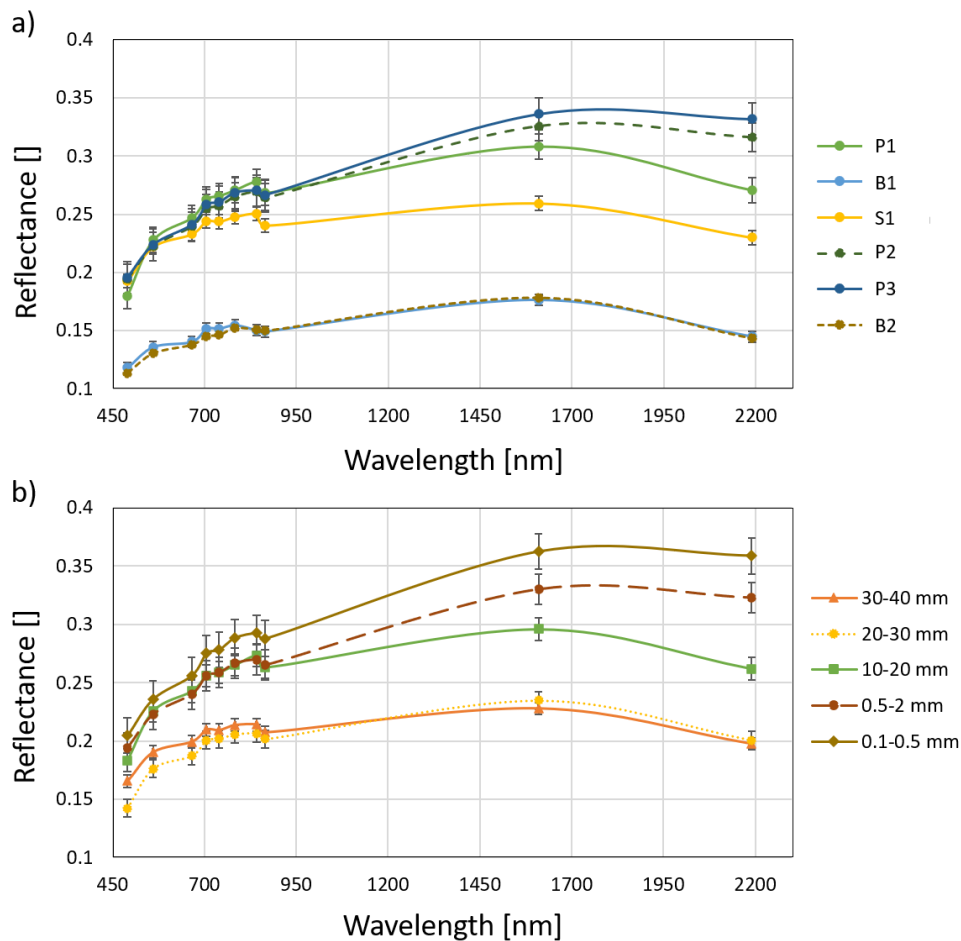 a)
0.4
0.35
0.3
0.25
0.2
0.15
0.1
Reflectance []
450 700 950 1200 1450 1700 1950 2200
Wavelength [nm]
P1
B1
S1
P2
P3
B2
b)
0.4
0.35
0.3
0.25
0.2
0.15
0.1
Reflectance []
450 700 950 1200 1450 1700 1950 2200
Wavelength [nm]
30-40 mm
20-30 mm
10-20 mm
0.5-2 mm
0.1-0.5 mm